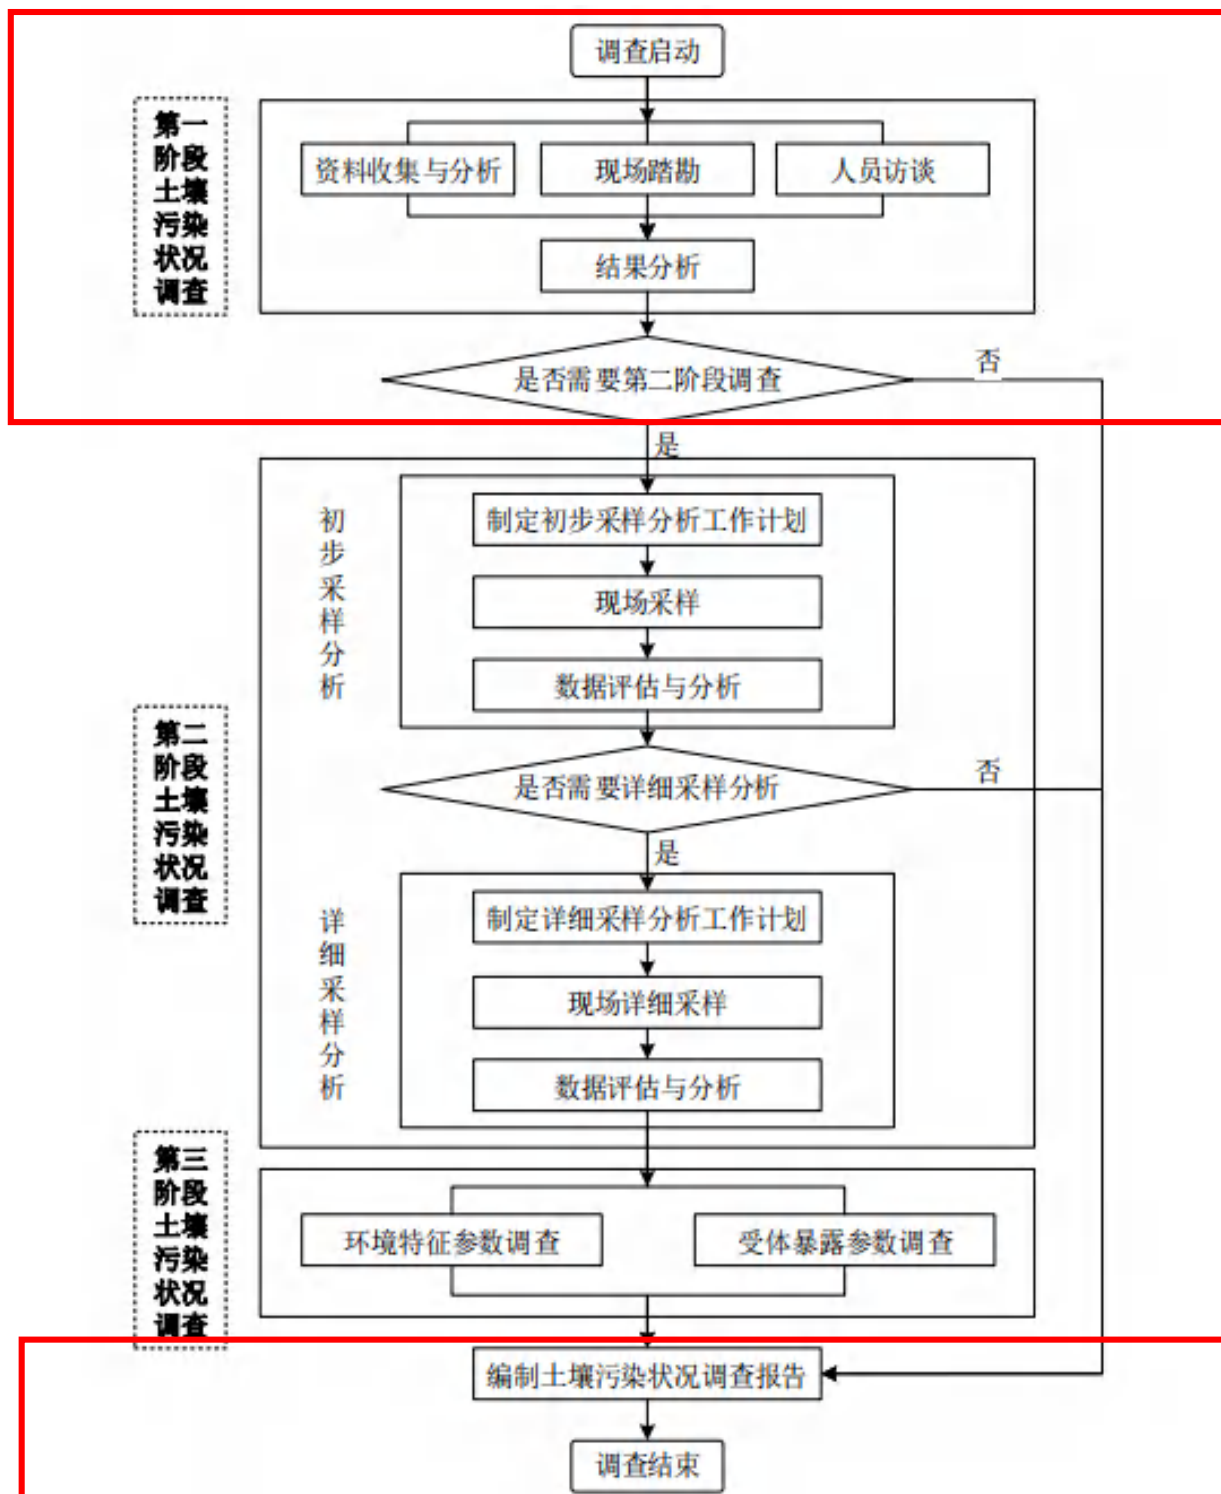 调查启动
第一
阶段
土壤
污染
状况
调查
资料收集与分析
现场踏勘
人员访谈
结果分析
是否需要第二阶段调查
否
是
初
步
采
样
分
析
制定初步采样分析工作计划
现场采样
数据评估与分析
第二
阶段
土壤
污染
状况
调查
是否需要详细采样分析
否
是
详
细
采
样
分
析
制定详细采样分析工作计划
现场详细采样
数据评估与分析
第三
阶段
土壤
污染
状况
调查
环境特征参数调查
受体暴露参数调查
编制土壤污染状况调查报告
调查结束